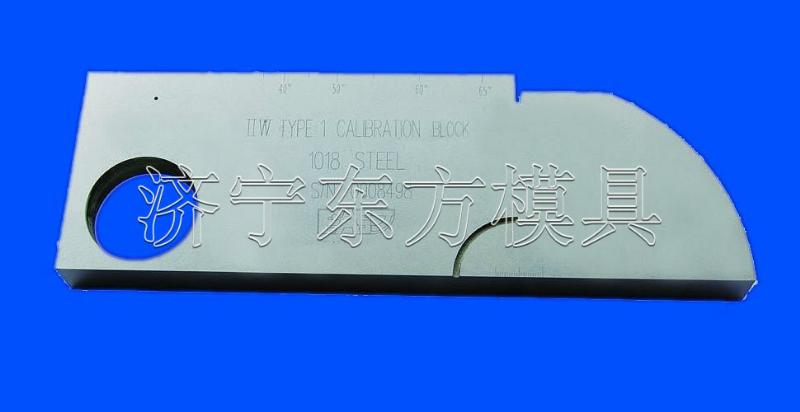 40° 50° 60° 65°
IIW TYPE 1 CALIBRATION BLOCK
1018 STEEL
济宁东方模具